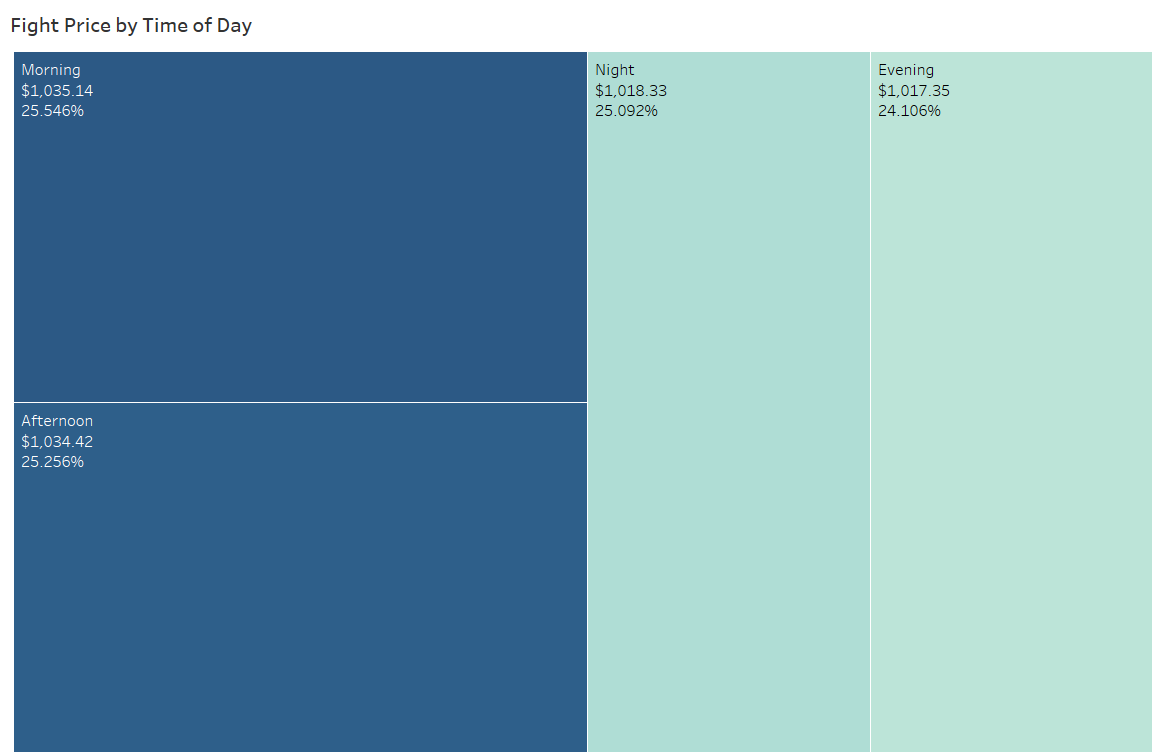 Fight Price by Time of Day
Morning
$1,035.14
25.546%
Afternoon
$1,034.42
25.256%
Night
$1,018.33
25.092%
Evening
$1,017.35
24.106%